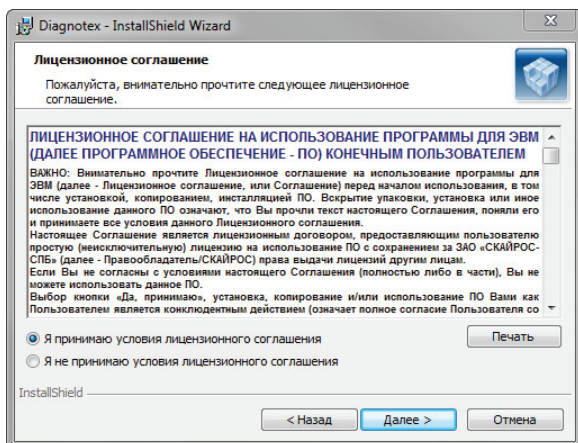 Diagnotex - InstallShield Wizard
Лицензионное соглашение
Пожалуйста, внимательно прочтите следующее лицензионное
соглашение.
ЛИЦЕНЗИОННОЕ СОГЛАШЕНИЕ НА ИСПОЛЬЗОВАНИЕ ПРОГРАММЫ ДЛЯ ЭВМ
(ДАЛЕЕ ПРОГРАММНОЕ ОБЕСПЕЧЕНИЕ - ПО) КОНЕЧНЫМ ПОЛЬЗОВАТЕЛЕМ
ВАЖНО: Внимательно прочтите Лицензионное соглашение на использование программы для
ЭВМ (далее - Лицензионное соглашение, или Соглашение) перед началом использования, в том
числе установкой, копированием, инсталляцией ПО. Вскрытие упаковки, установка или иное
использование данного ПО означают, что Вы прочли текст настоящего Соглашения, поняли его
и принимаете все условия данного Лицензионного соглашения.
Настоящее Соглашение является лицензионным договором, предоставляющим пользователю
простую (неисключительную) лицензию на использование ПО с сохранением за ЗАО «СКАЙРОС-
СПБ» (далее - Правообладатель/СКАЙРОС) права выдачи лицензий другим лицам.
Если Вы не согласны с условиями настоящего Соглашения (полностью либо в части), Вы не
можете использовать данное ПО.
Выбор кнопки «Да, принимаю», установка, копирование и/или использование ПО Вами как
Пользователем является конклюдентным действием (означает полное согласие Пользователя со
Я принимаю условия лицензионного соглашения
Печать
Я не принимаю условия лицензионного соглашения
InstallShield
< Назад
Далее >
Отмена